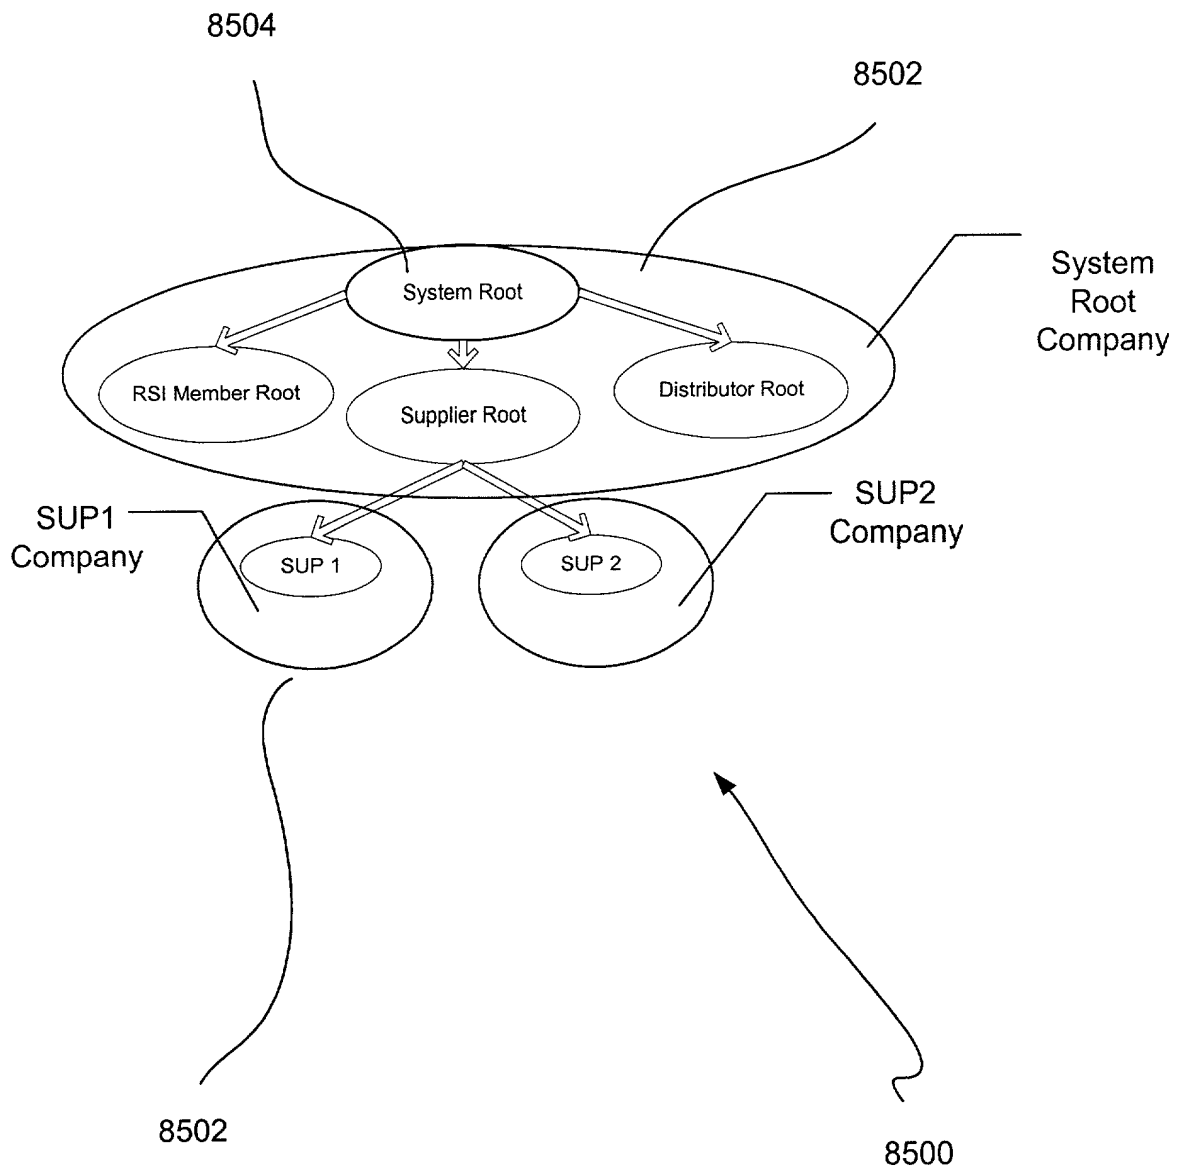 8504
8502
System
Root
Company
System Root
RSI Member Root
Supplier Root
Distributor Root
SUP1
Company
SUP2
Company
SUP 1
SUP 2
8502
8500